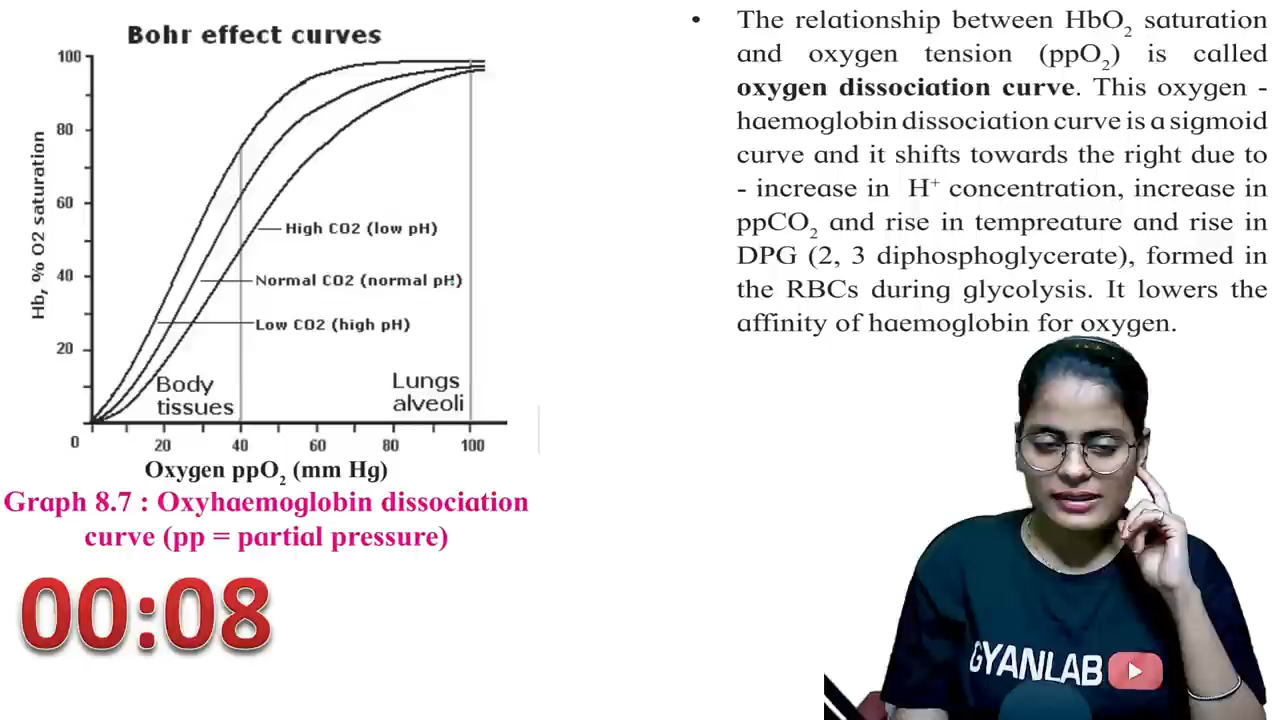 Bohr effect curves
100
80
60
40
20
0
Hb, % O2 saturation
High CO2 (low pH)
Normal CO2 (normal pH)
Low CO2 (high pH)
Body
tissues
Lungs
alveoli
20 40 60 80 100
Oxygen ppO₂ (mm Hg)
Graph 8.7 : Oxyhaemoglobin dissociation
curve (pp = partial pressure)
00:08
• The relationship between HbO₂ saturation
and oxygen tension (ppO₂) is called
oxygen dissociation curve. This oxygen -
haemoglobin dissociation curve is a sigmoid
curve and it shifts towards the right due to
- increase in H⁺ concentration, increase in
ppCO₂ and rise in tempreature and rise in
DPG (2, 3 diphosphoglycerate), formed in
the RBCs during glycolysis. It lowers the
affinity of haemoglobin for oxygen.
GYANLAB